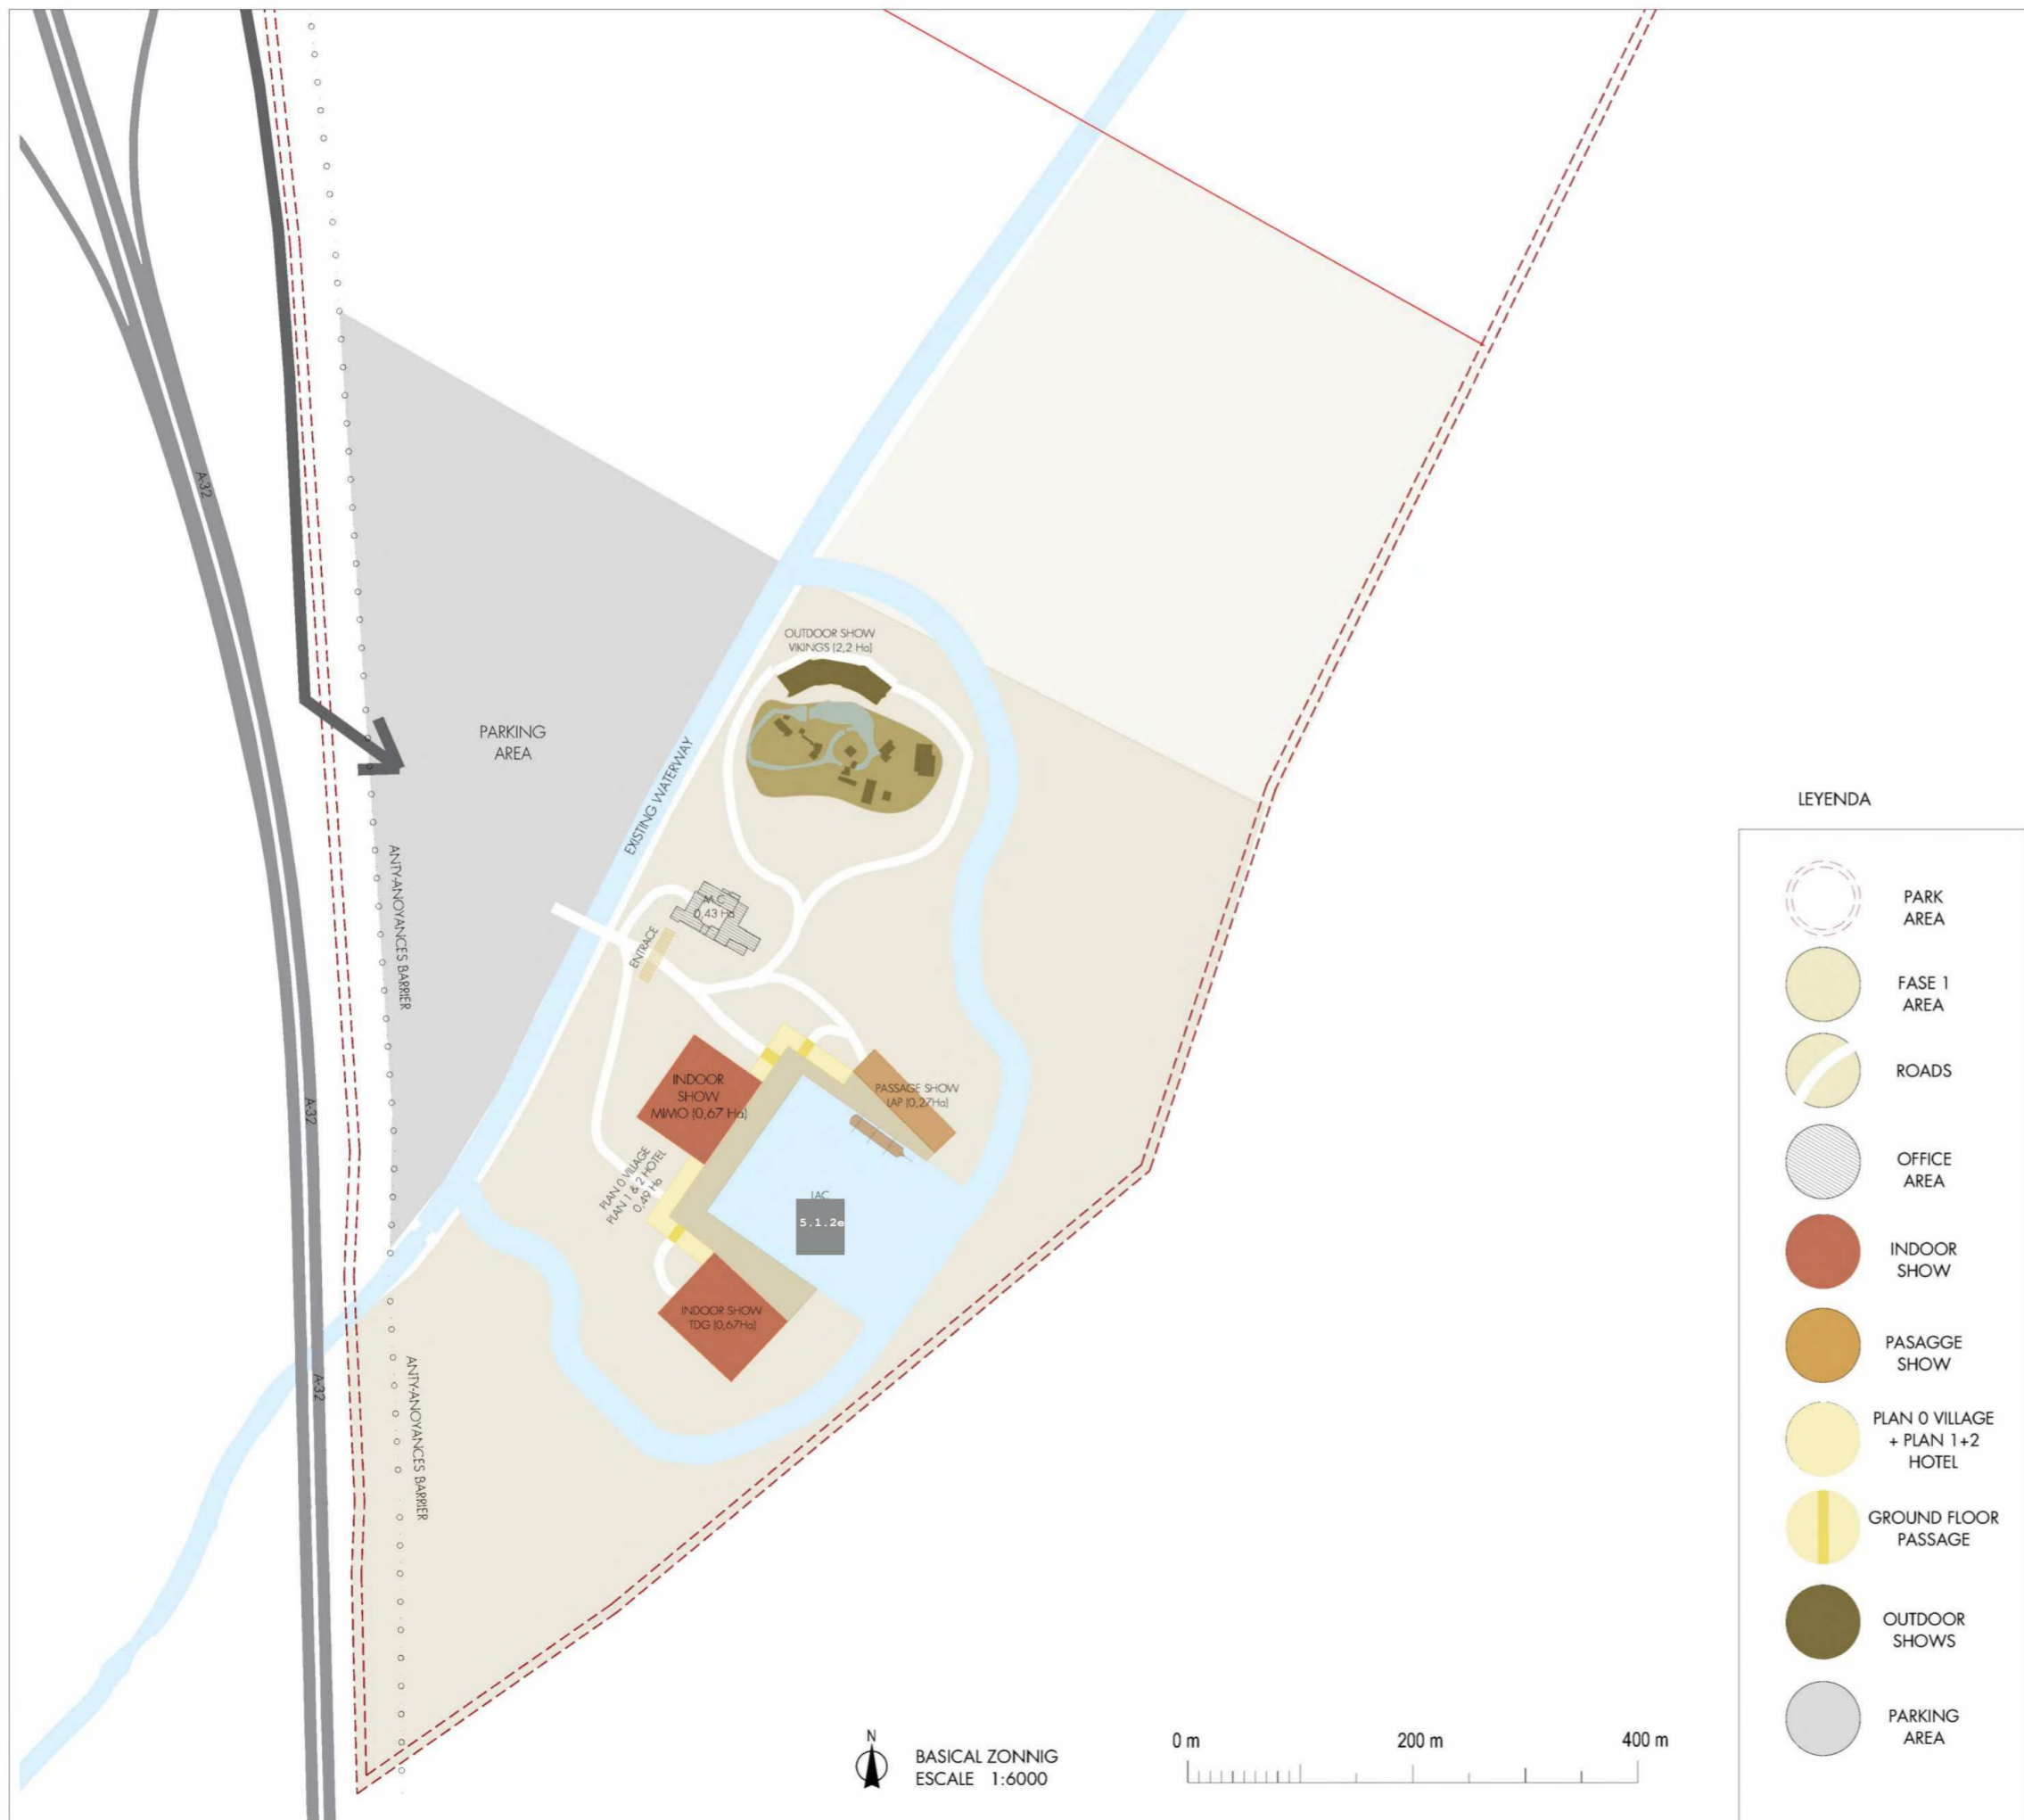 A-32
OUTDOOR SHOW
VIKINGS (2,2 Ha)
PARKING
AREA
EXISTING WATERWAY
ANTY-ANOYANCES BARRIER
M.C
0,43 Ha
ENTRACE
INDOOR
SHOW
MIMO (0,67 Ha)
PASSAGE SHOW
LAP (0,27Ha)
A-32
PLAN 0 VILLAGE
PLAN 1 & 2 HOTEL
0,49 Ha
LAC
5.1.2e
INDOOR SHOW
TDG (0,67Ha)
A-32
ANTY-ANOYANCES BARRIER
N
BASICAL ZONNIG
ESCALE 1:6000
0 m 200 m 400 m
LEYENDA
PARK
AREA
FASE 1
AREA
ROADS
OFFICE
AREA
INDOOR
SHOW
PASAGGE
SHOW
PLAN 0 VILLAGE
+ PLAN 1+2
HOTEL
GROUND FLOOR
PASSAGE
OUTDOOR
SHOWS
PARKING
AREA